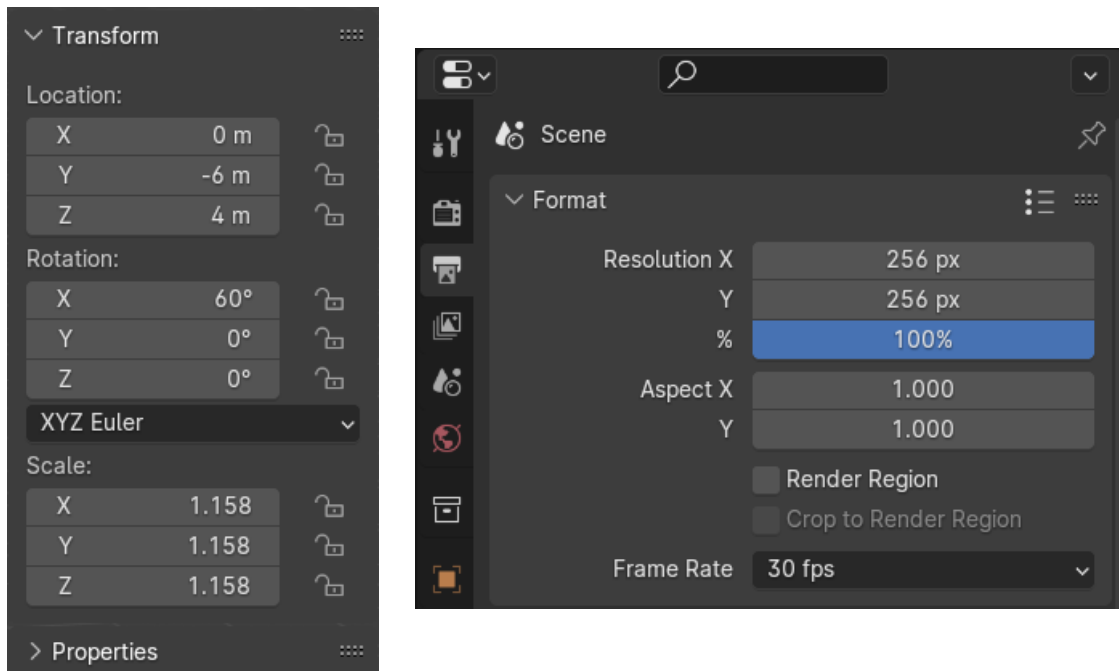 Transform
Location:
X 0 m
Y -6 m
Z 4 m
Rotation:
X 60°
Y 0°
Z 0°
XYZ Euler
Scale:
X 1.158
Y 1.158
Z 1.158
Properties
Scene
Format
Resolution X 256 px
Y 256 px
% 100%
Aspect X 1.000
Y 1.000
Render Region
Crop to Render Region
Frame Rate 30 fps